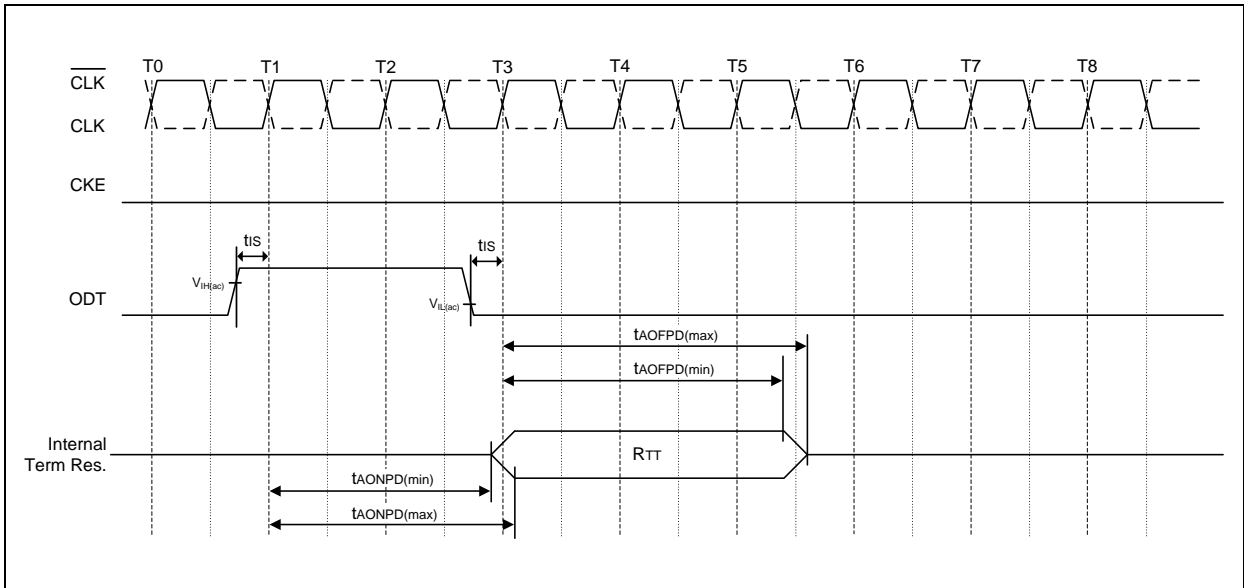 T0 T1 T2 T3 T4 T5 T6 T7 T8
CLK
CLK
CKE
tIS tIS
VIH(ac)
ODT
VIL(ac)
tAOFPD(max)
tAOFPD(min)
Internal
Term Res.
RTT
tAONPD(min)
tAONPD(max)